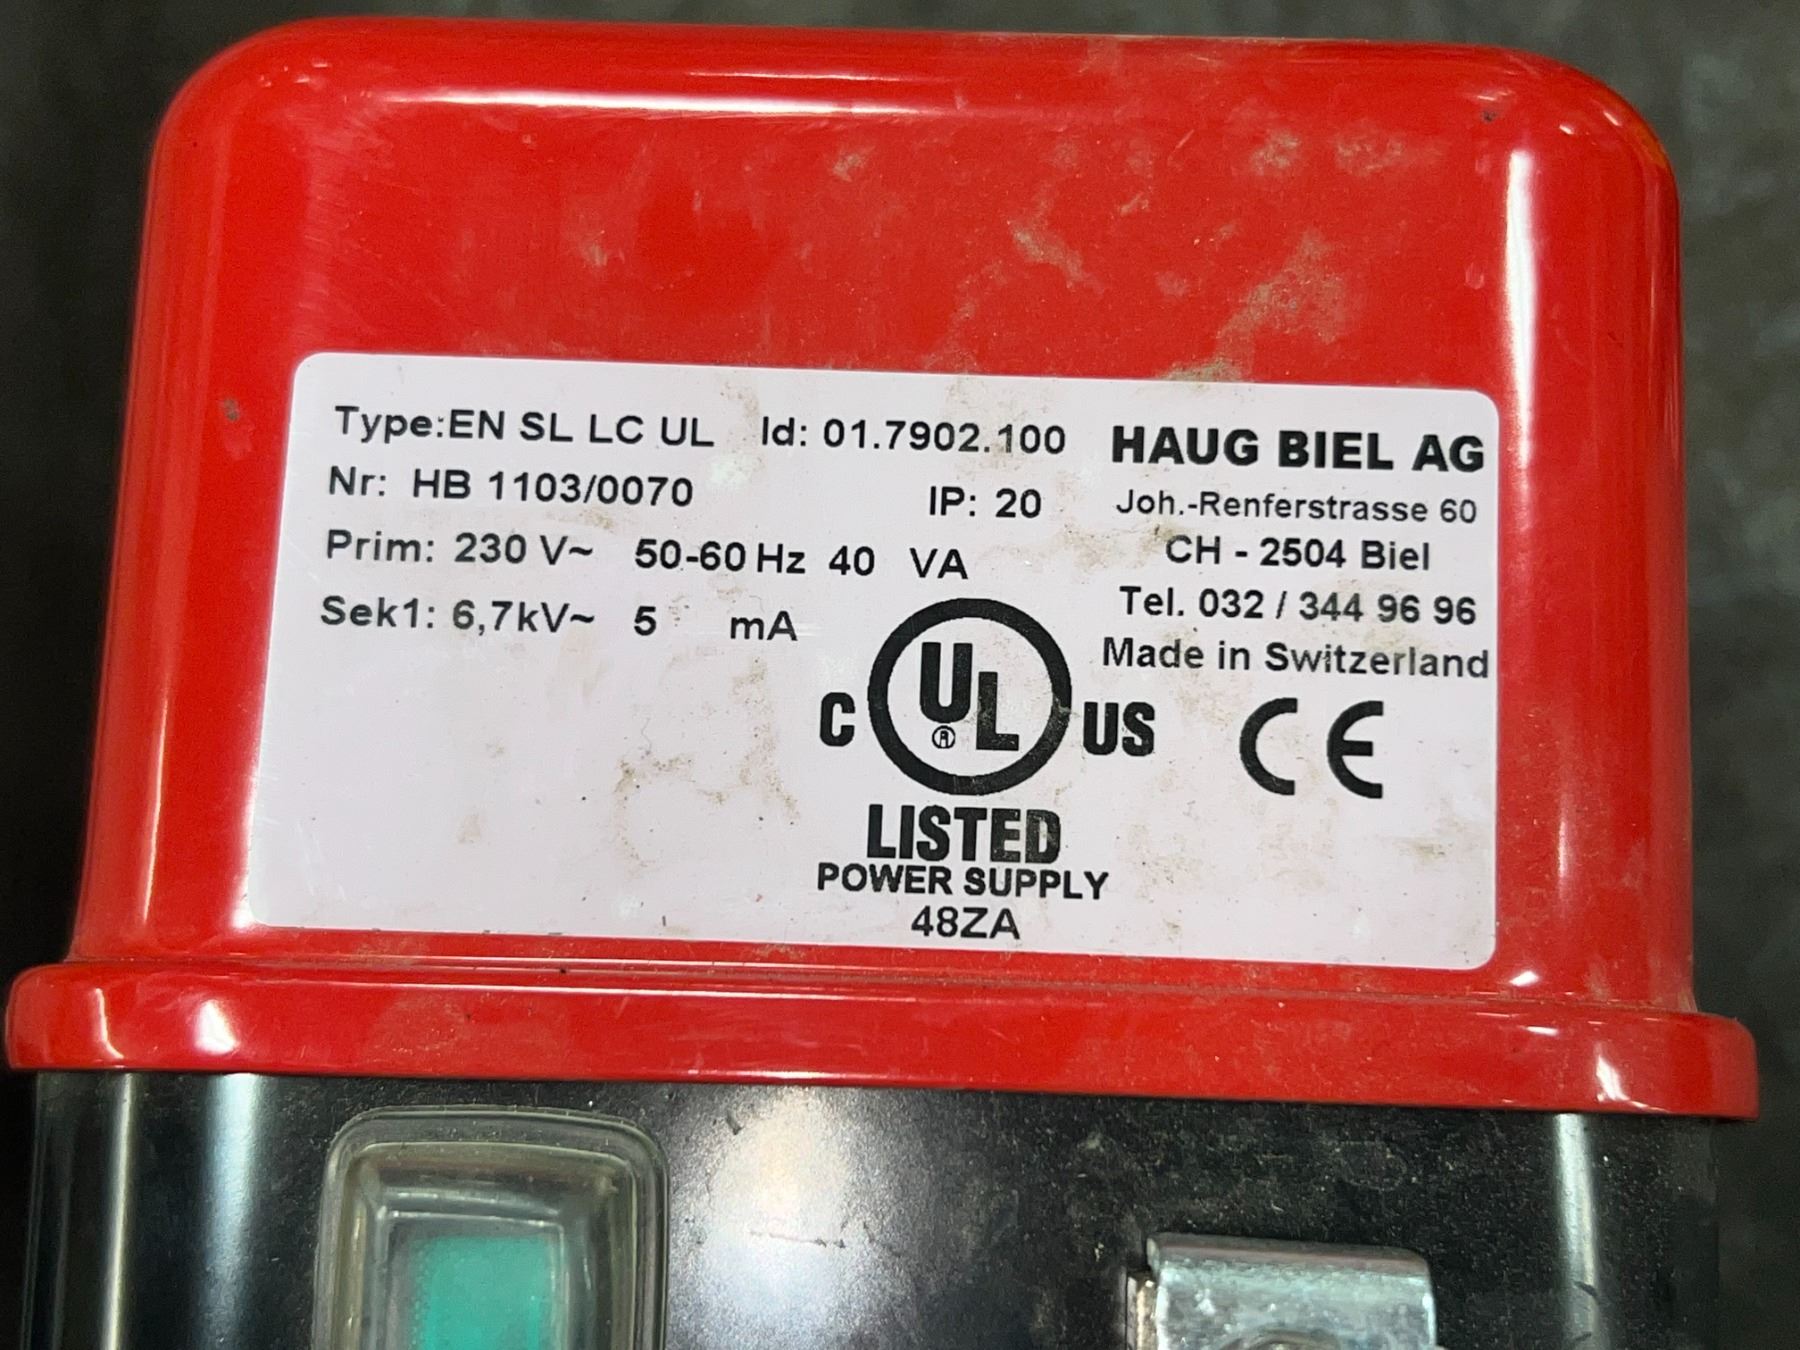 Type:EN SL LC UL Id: 01.7902.100
Nr: HB 1103/0070 IP: 20
Prim: 230 V~ 50-60 Hz 40 VA
Sek1: 6,7kV~ 5 mA
HAUG BIEL AG
Joh.-Renferstrasse 60
CH - 2504 Biel
Tel. 032 / 344 96 96
Made in Switzerland
C UL ® US CE
LISTED
POWER SUPPLY
48ZA